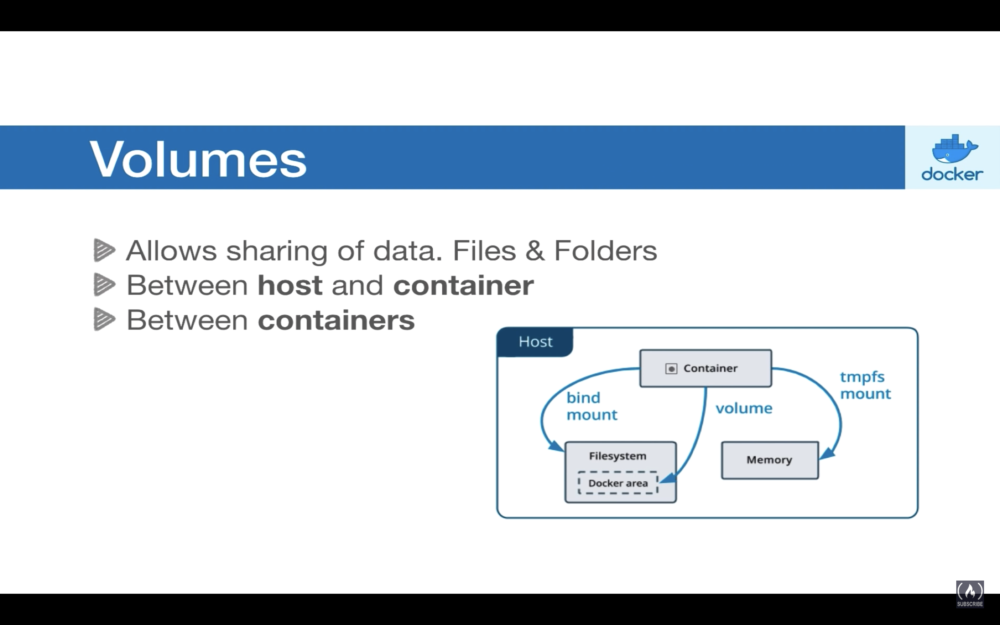 Volumes
docker
Allows sharing of data. Files & Folders
Between host and container
Between containers
Host
Container
bind
mount
volume
tmpfs
mount
Filesystem
Docker area
Memory
SUBSCRIBE